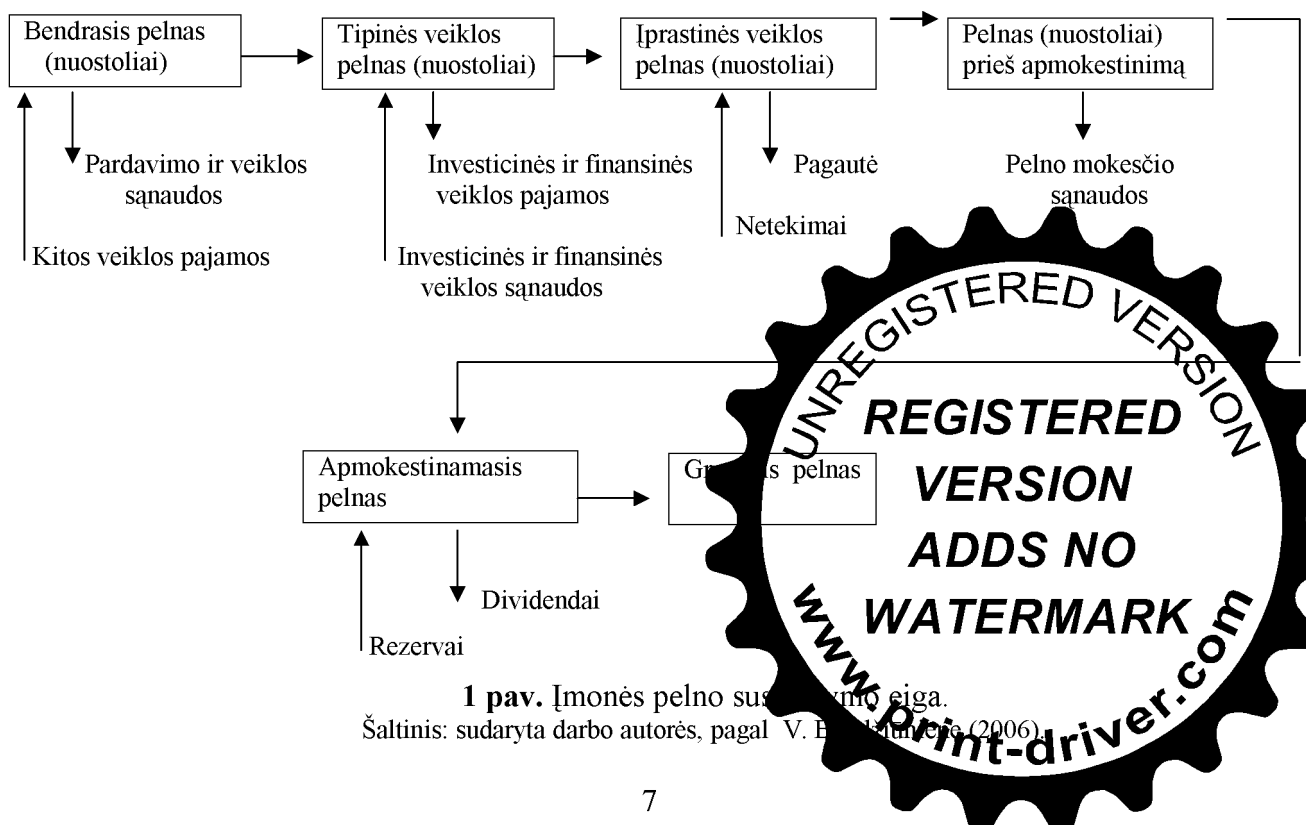 Bendrasis pelnas
(nuostoliai)
Tipinės veiklos
pelnas (nuostoliai)
Įprastinės veiklos
pelnas (nuostoliai)
Pelnas (nuostoliai)
prieš apmokestinimą
Pardavimo ir veiklos
sąnaudos
Investicinės ir finansinės
veiklos pajamos
Pagautė
Pelno mokesčio
sąnaudos
Netekimai
Kitos veiklos pajamos
Investicinės ir finansinės
veiklos sąnaudos
Apmokestinamasis
pelnas
pelnas
Dividendai
Rezervai
1 pav. Įmonės pelno eiga.
Šaltinis: sudaryta darbo autorės, pagal V. (2006).
7
UNREGISTERED VERSION
REGISTERED
VERSION
ADDS NO
WATERMARK
www.print-driver.com